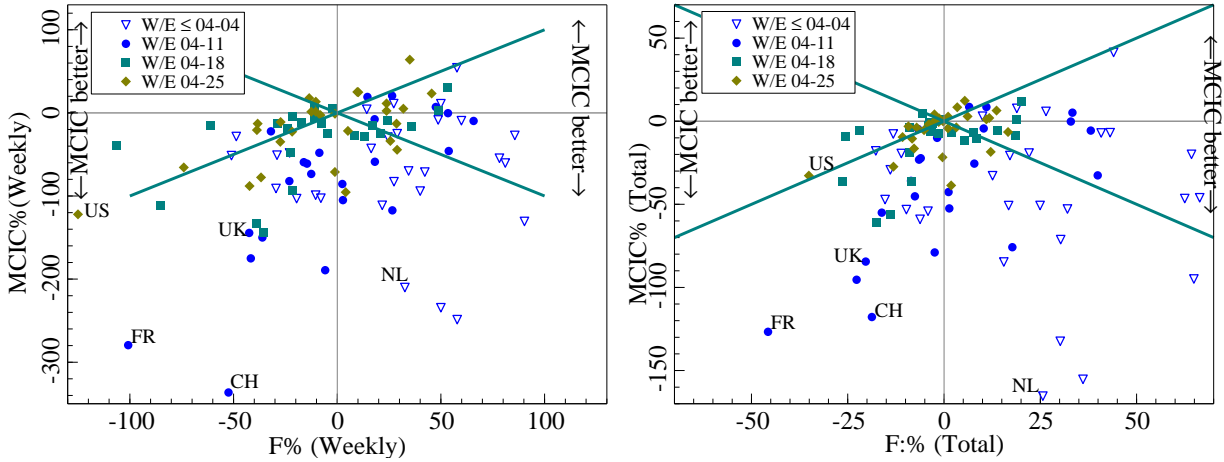 W/E ≤ 04-04
W/E 04-11
W/E 04-18
W/E 04-25
←MCIC better→
←MCIC better→
100
0
-100
-200
-300
MCIC%(Weekly)
US
UK
NL
FR
CH
-100
-50
0
50
100
F% (Weekly)
W/E ≤ 04-04
W/E 04-11
W/E 04-18
W/E 04-25
←MCIC better→
←MCIC better→
50
0
-50
-100
-150
MCIC% (Total)
US
UK
CH
FR
NL
-50
-25
0
25
50
F:% (Total)